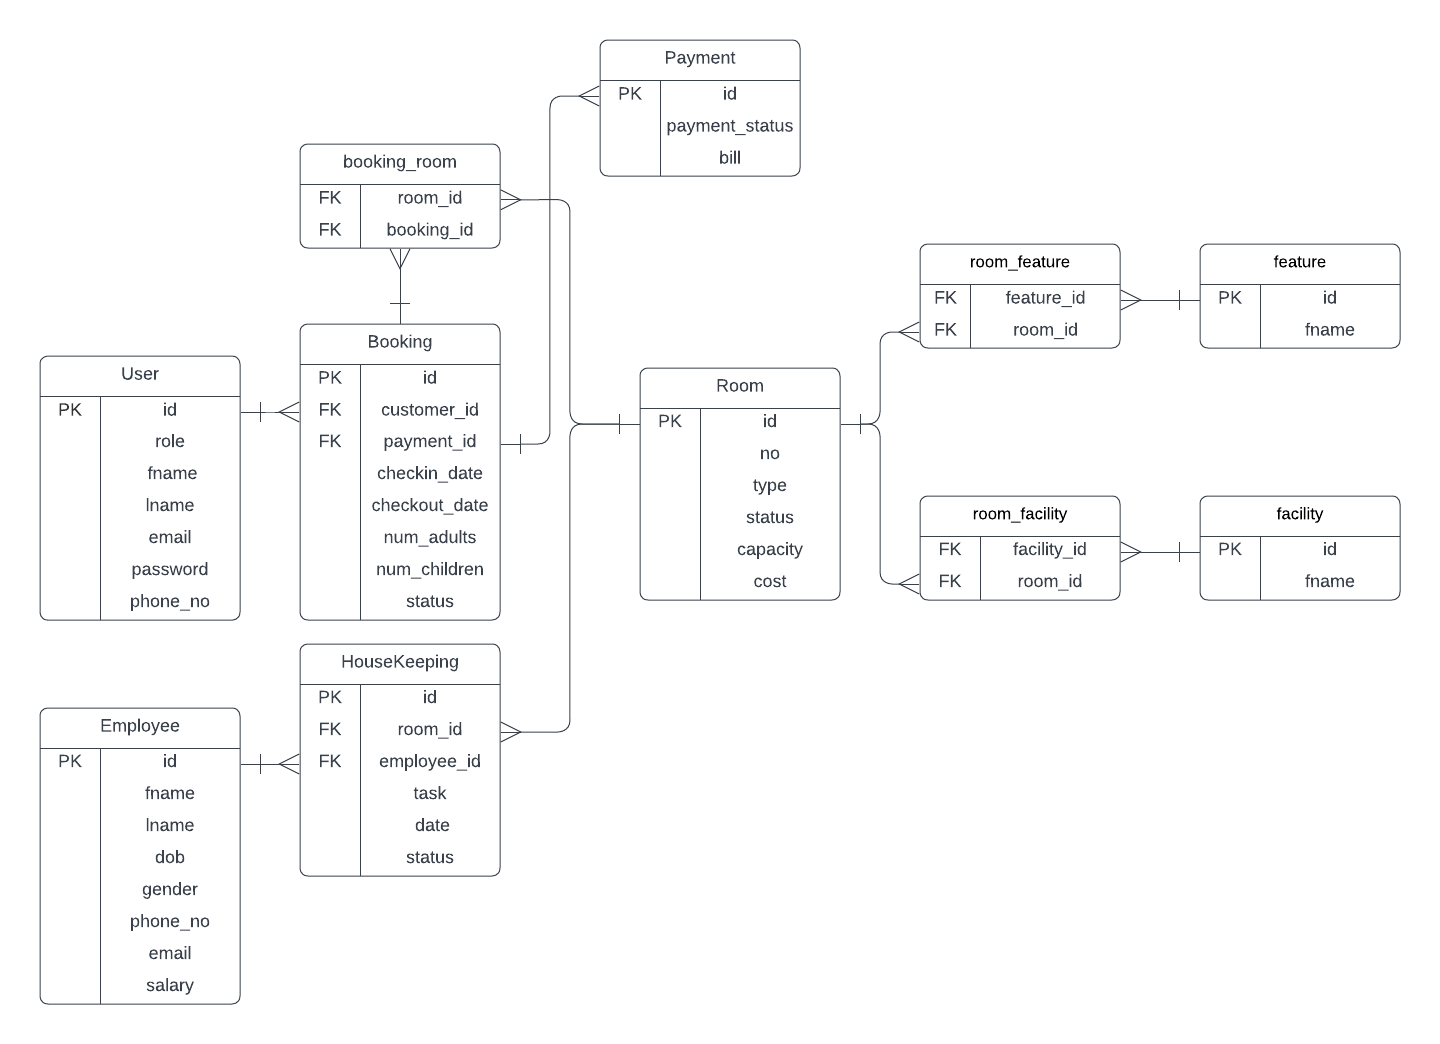 Payment
PK id
payment_status
bill
booking_room
FK room_id
FK booking_id
Booking
PK id
FK customer_id
FK payment_id
checkin_date
checkout_date
num_adults
num_children
status
User
PK id
role
fname
lname
email
password
phone_no
HouseKeeping
PK id
FK room_id
FK employee_id
task
date
status
Employee
PK id
fname
lname
dob
gender
phone_no
email
salary
Room
PK id
no
type
status
capacity
cost
room_feature
FK feature_id
FK room_id
feature
PK id
fname
room_facility
FK facility_id
FK room_id
facility
PK id
fname